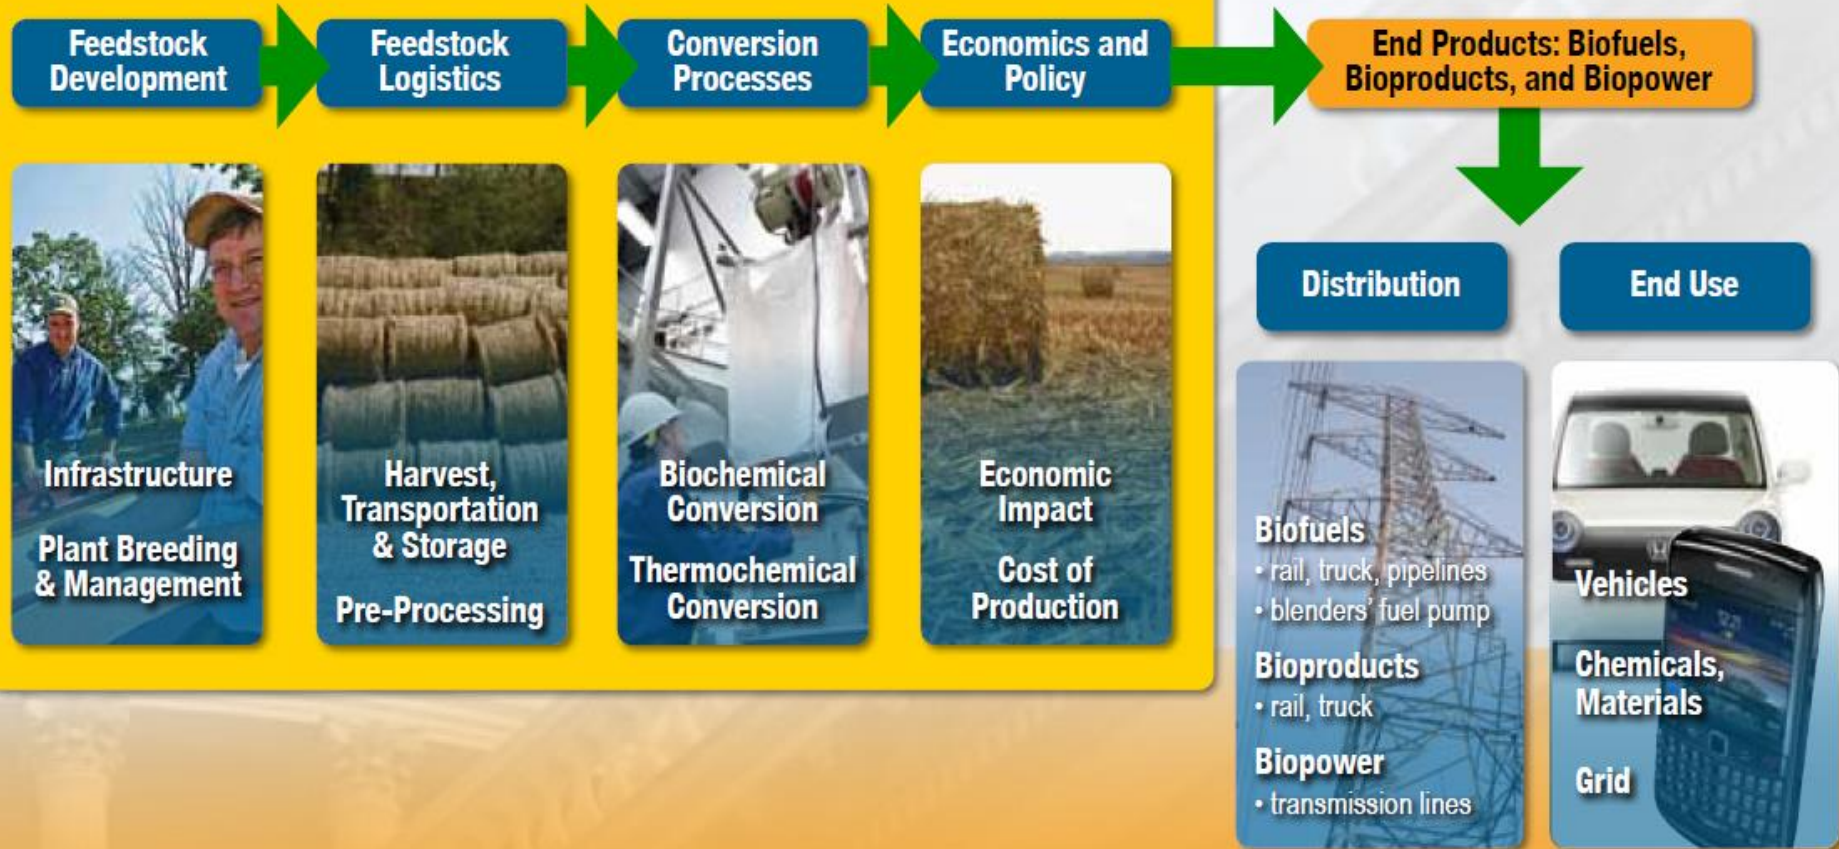 Feedstock
Development
Feedstock
Logistics
Conversion
Processes
Economics and
Policy
End Products: Biofuels,
Bioproducts, and Biopower
Infrastructure
Plant Breeding
& Management
Harvest,
Transportation
& Storage
Pre-Processing
Biochemical
Conversion
Thermochemical
Conversion
Economic
Impact
Cost of
Production
Distribution
Biofuels
• rail, truck, pipelines
• blenders' fuel pump
Bioproducts
• rail, truck
Biopower
• transmission lines
End Use
Vehicles
Chemicals,
Materials
Grid